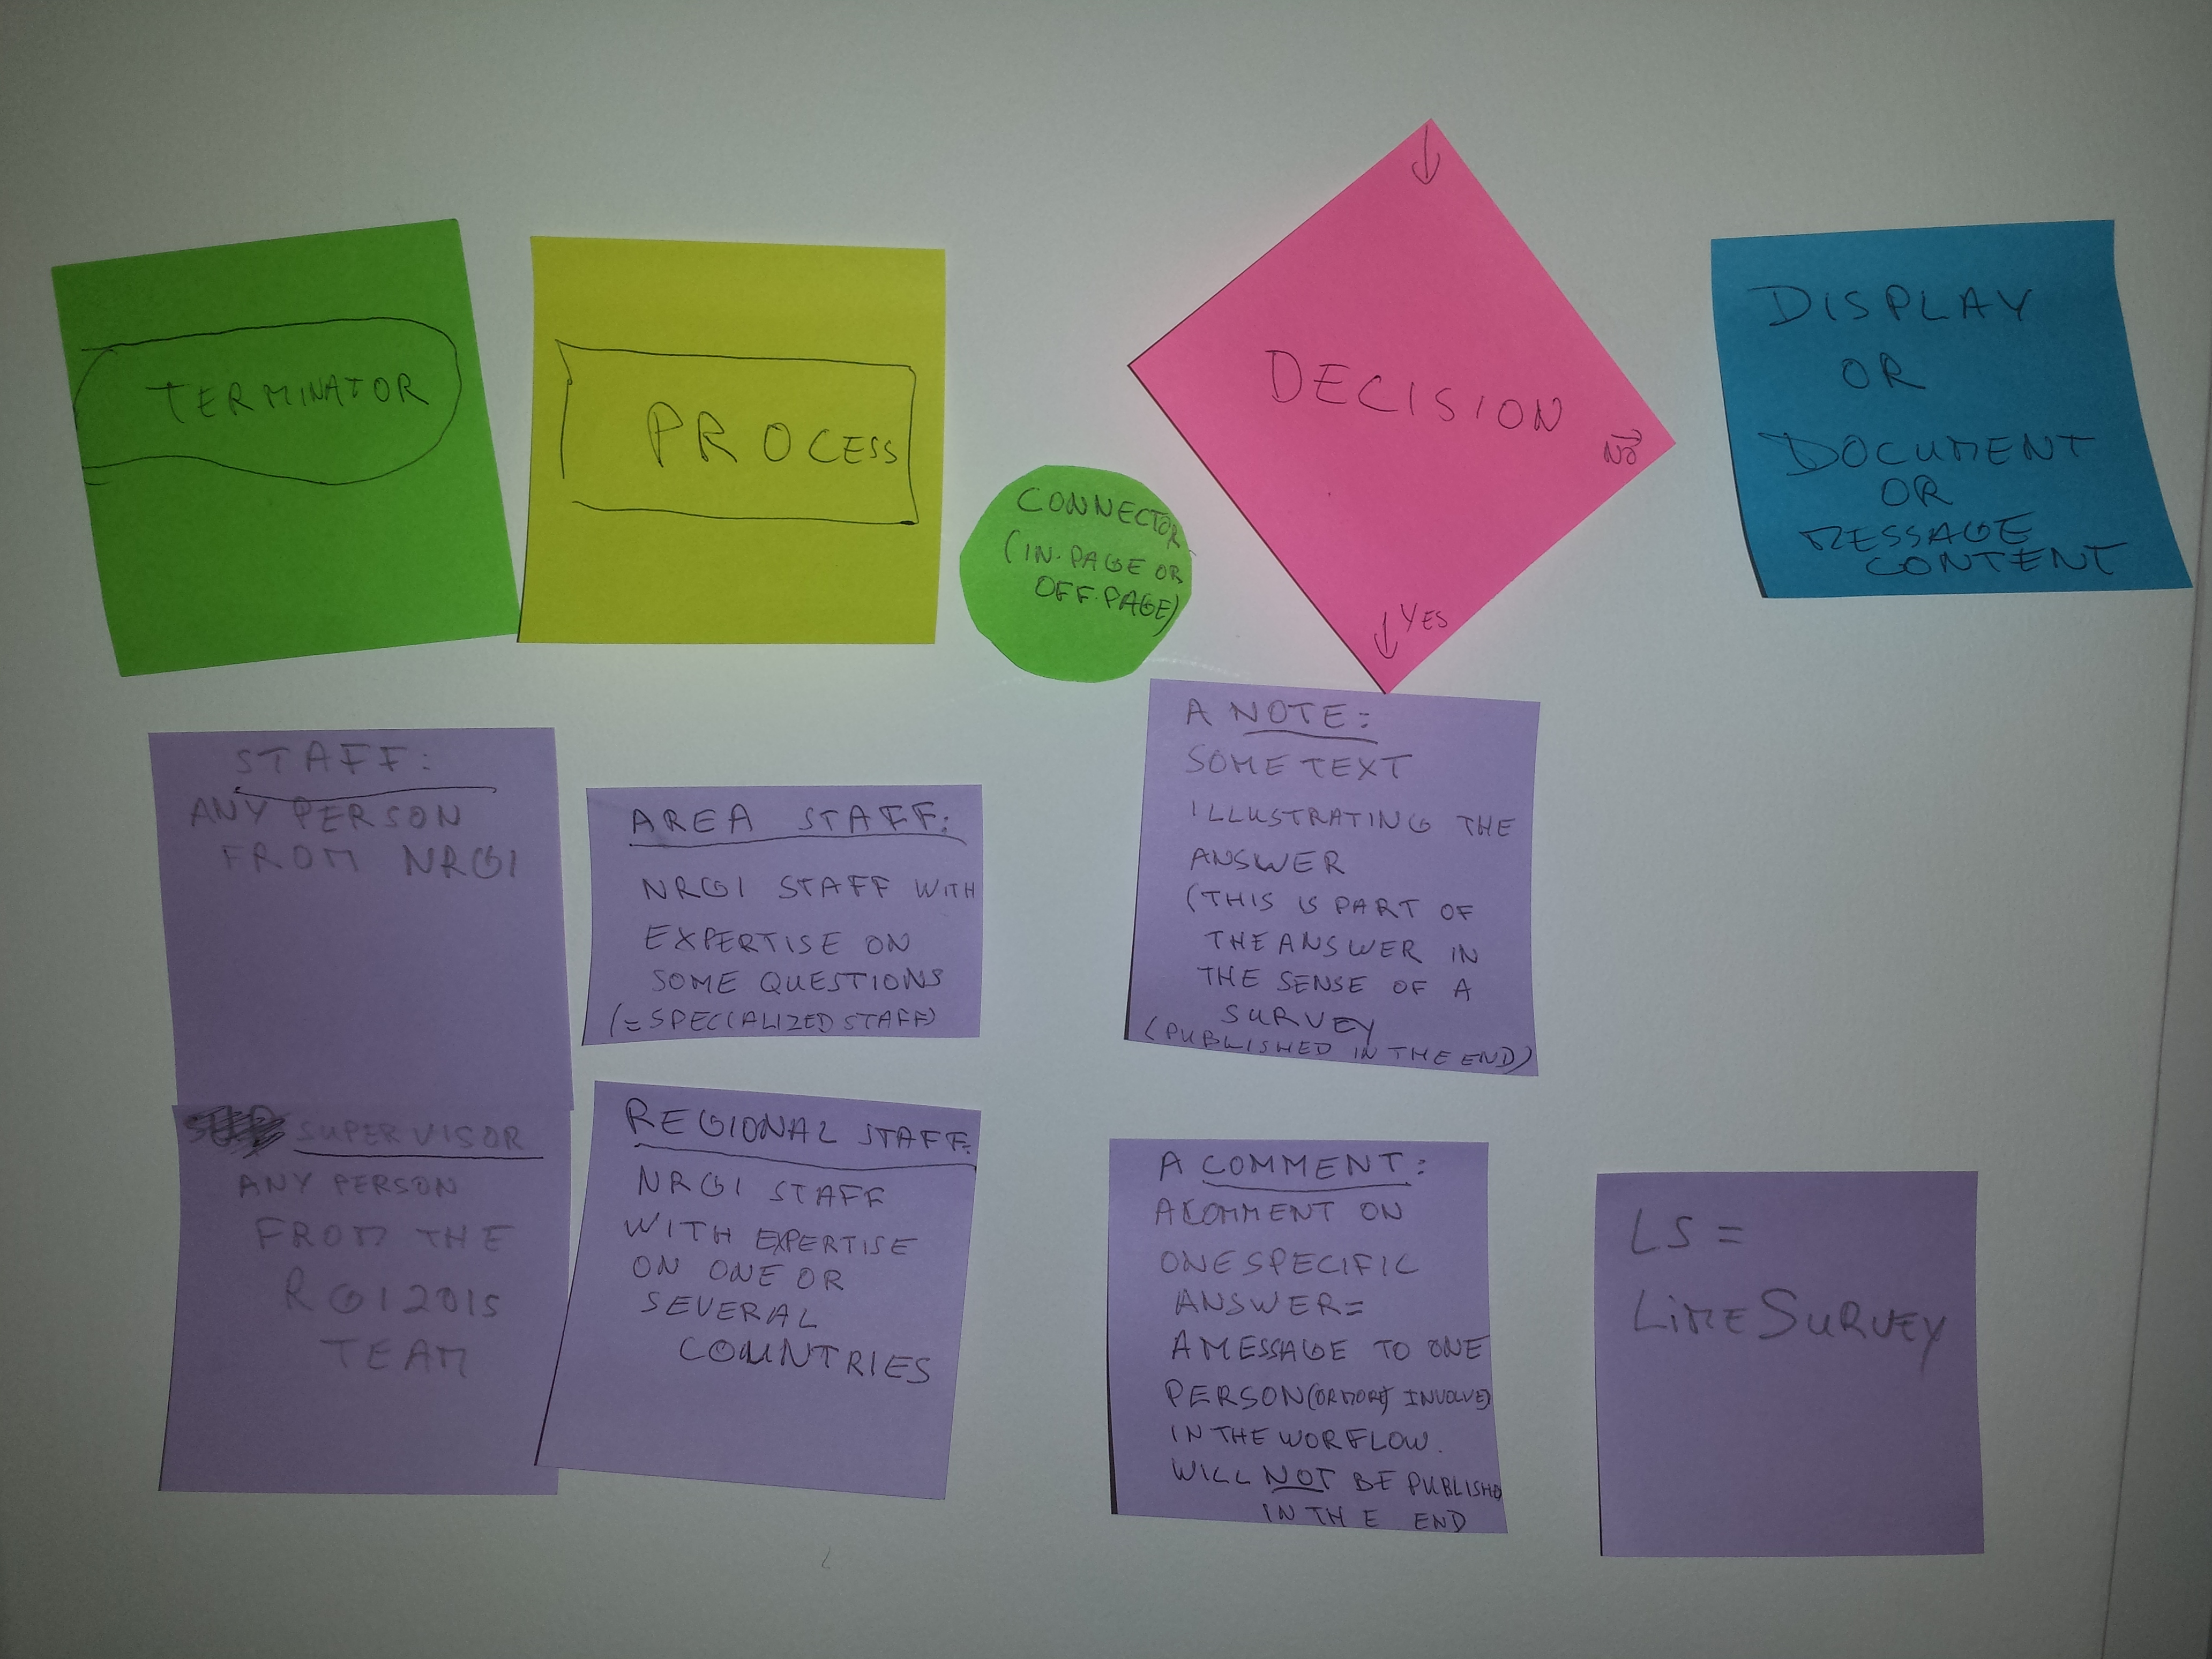 TERMINATOR
PROCESS
CONNECTOR
(IN-PAGE OR
OFF-PAGE)
DECISION
NO
YES
DISPLAY
OR
DOCUMENT
OR
MESSAGE
CONTENT
STAFF:
ANY PERSON
FROM NRGI
AREA STAFF:
NRGI STAFF WITH
EXPERTISE ON
SOME QUESTIONS
(= SPECIALIZED STAFF)
A NOTE:
SOME TEXT
ILLUSTRATING THE
ANSWER
(THIS IS PART OF
THE ANSWER IN
THE SENSE OF A
SURVEY
(PUBLISHED IN THE END)
SUPERVISOR
ANY PERSON
FROM THE
RGI2015
TEAM
REGIONAL STAFF:
NRGI STAFF
WITH EXPERTISE
ON ONE OR
SEVERAL
COUNTRIES
A COMMENT:
A COMMENT ON
ONE SPECIFIC
ANSWER=
A MESSAGE TO ONE
PERSON (OR MORE) INVOLVED
IN THE WORFLOW.
WILL NOT BE PUBLISHD
IN THE END
LS =
LIMESURVEY